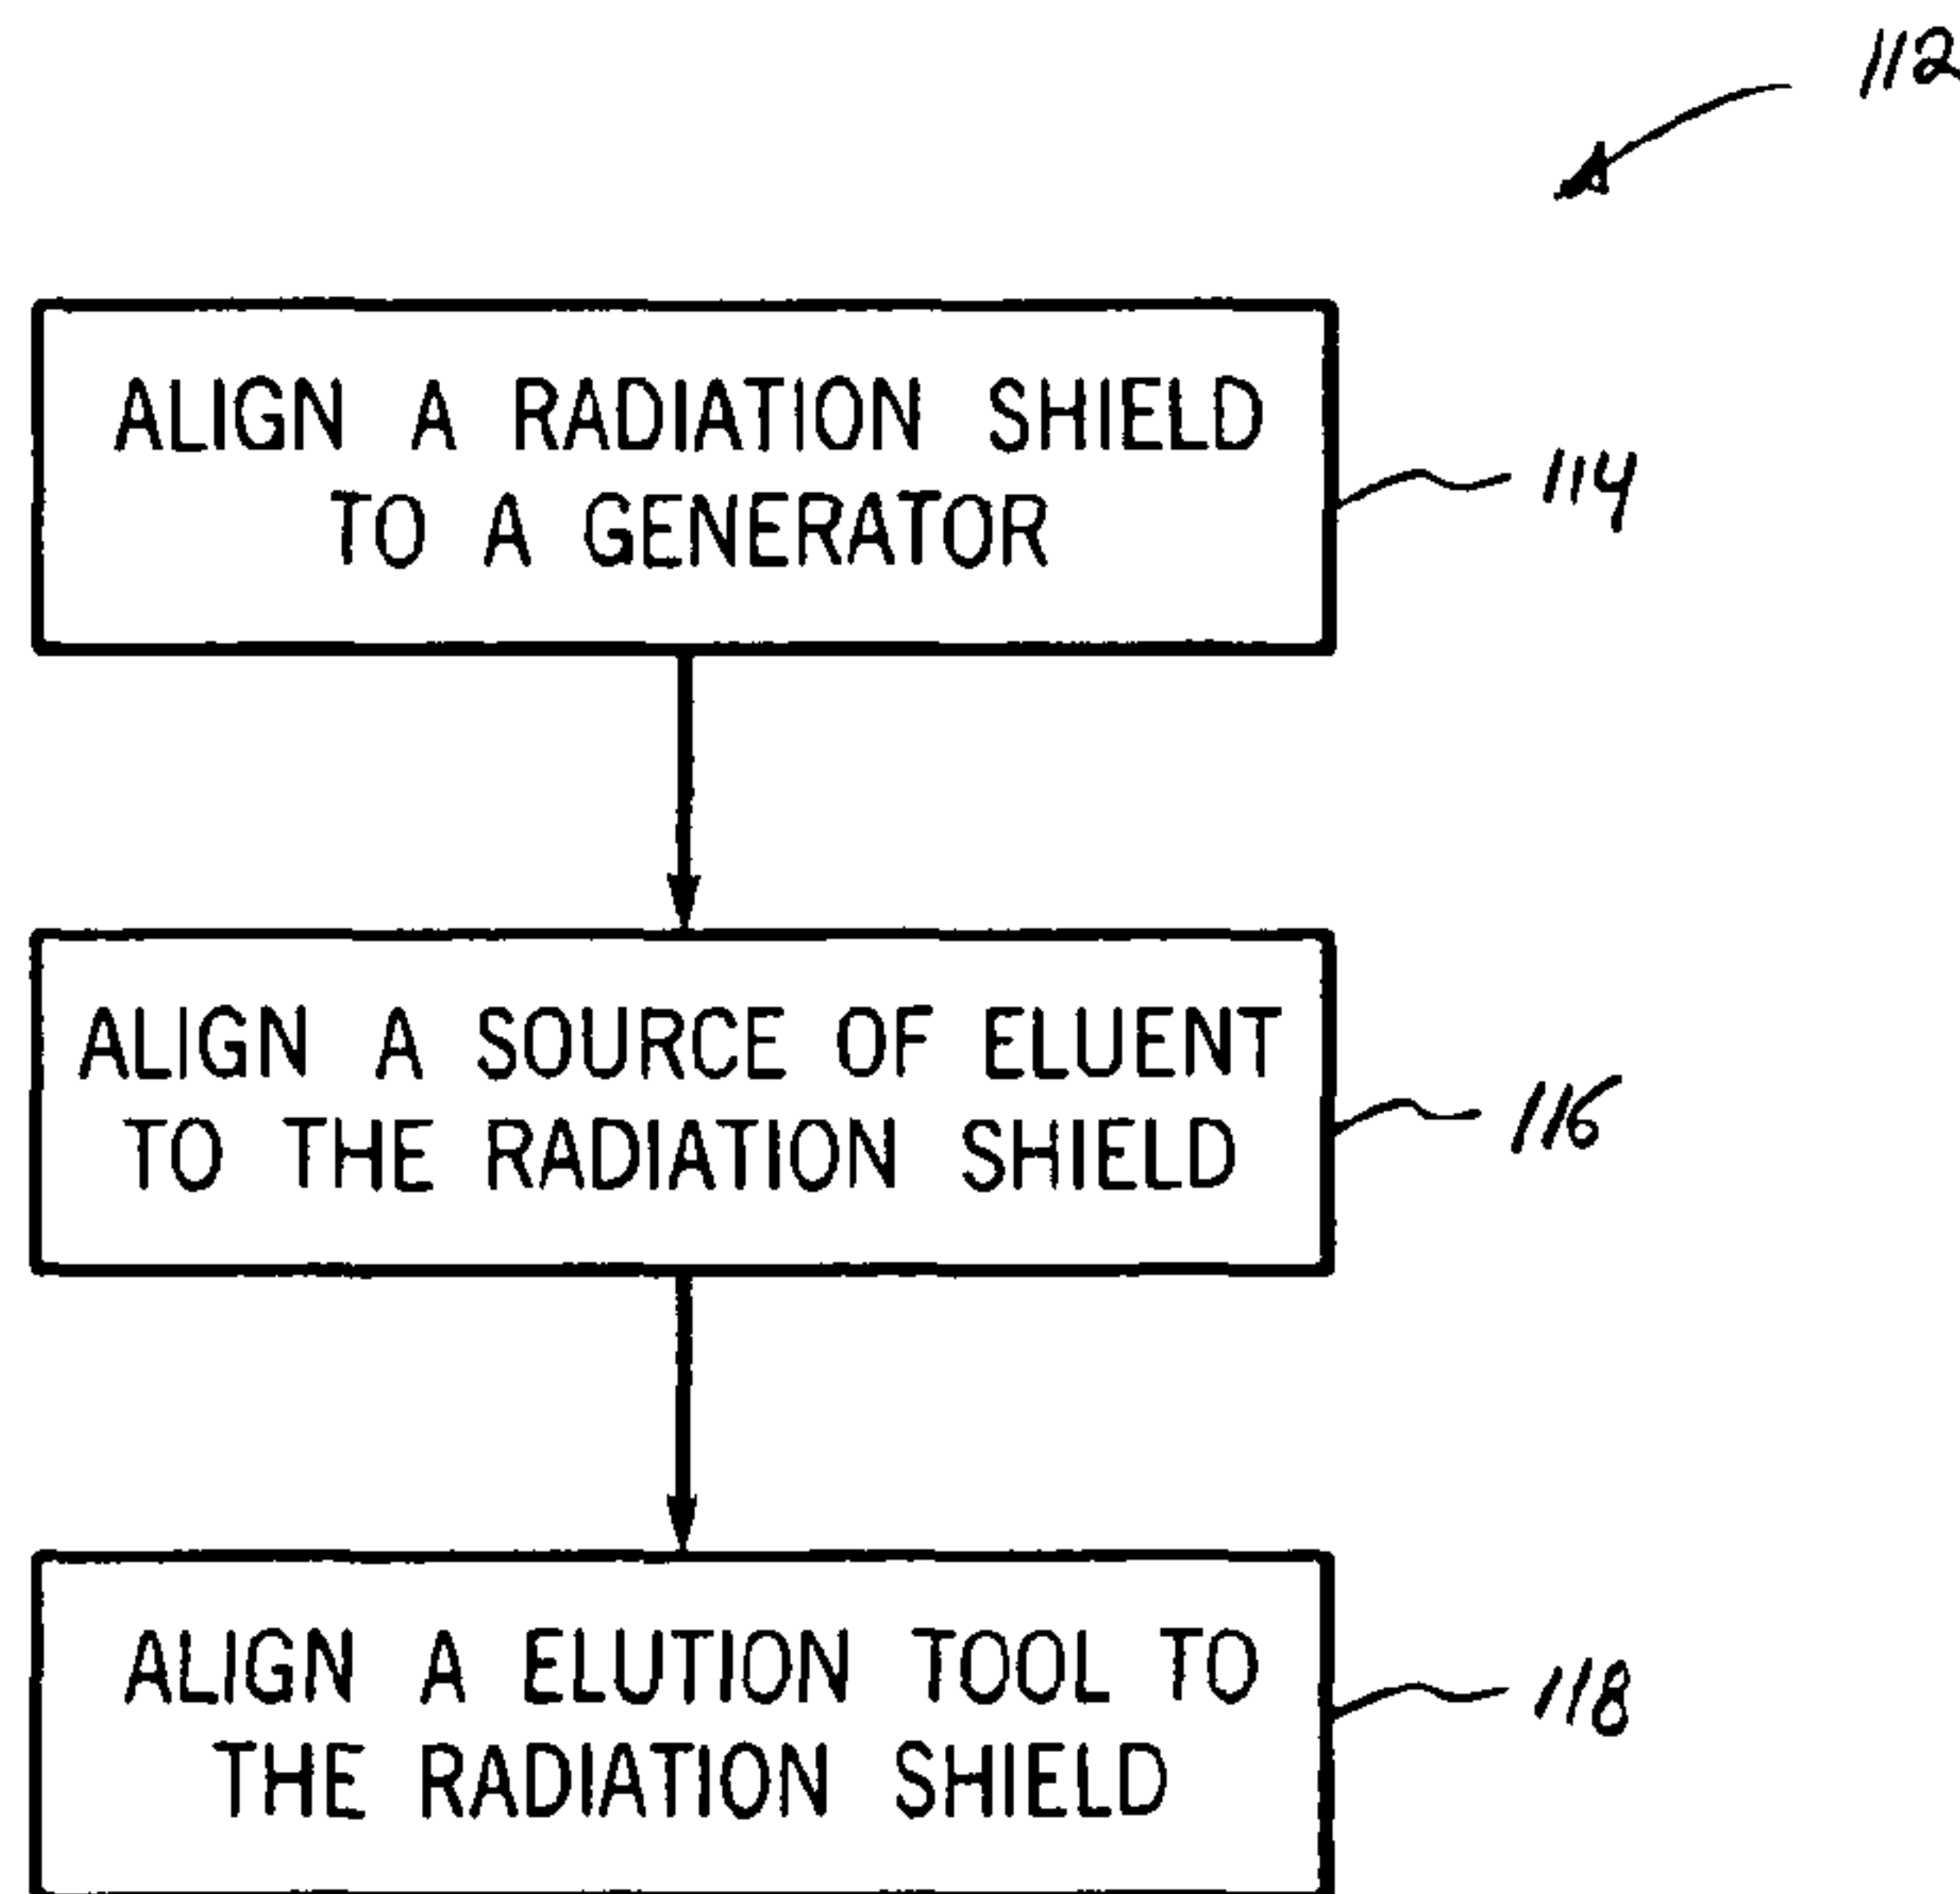 112
ALIGN A RADIATION SHIELD
TO A GENERATOR
114
ALIGN A SOURCE OF ELUENT
TO THE RADIATION SHIELD
116
ALIGN A ELUTION TOOL TO
THE RADIATION SHIELD
118